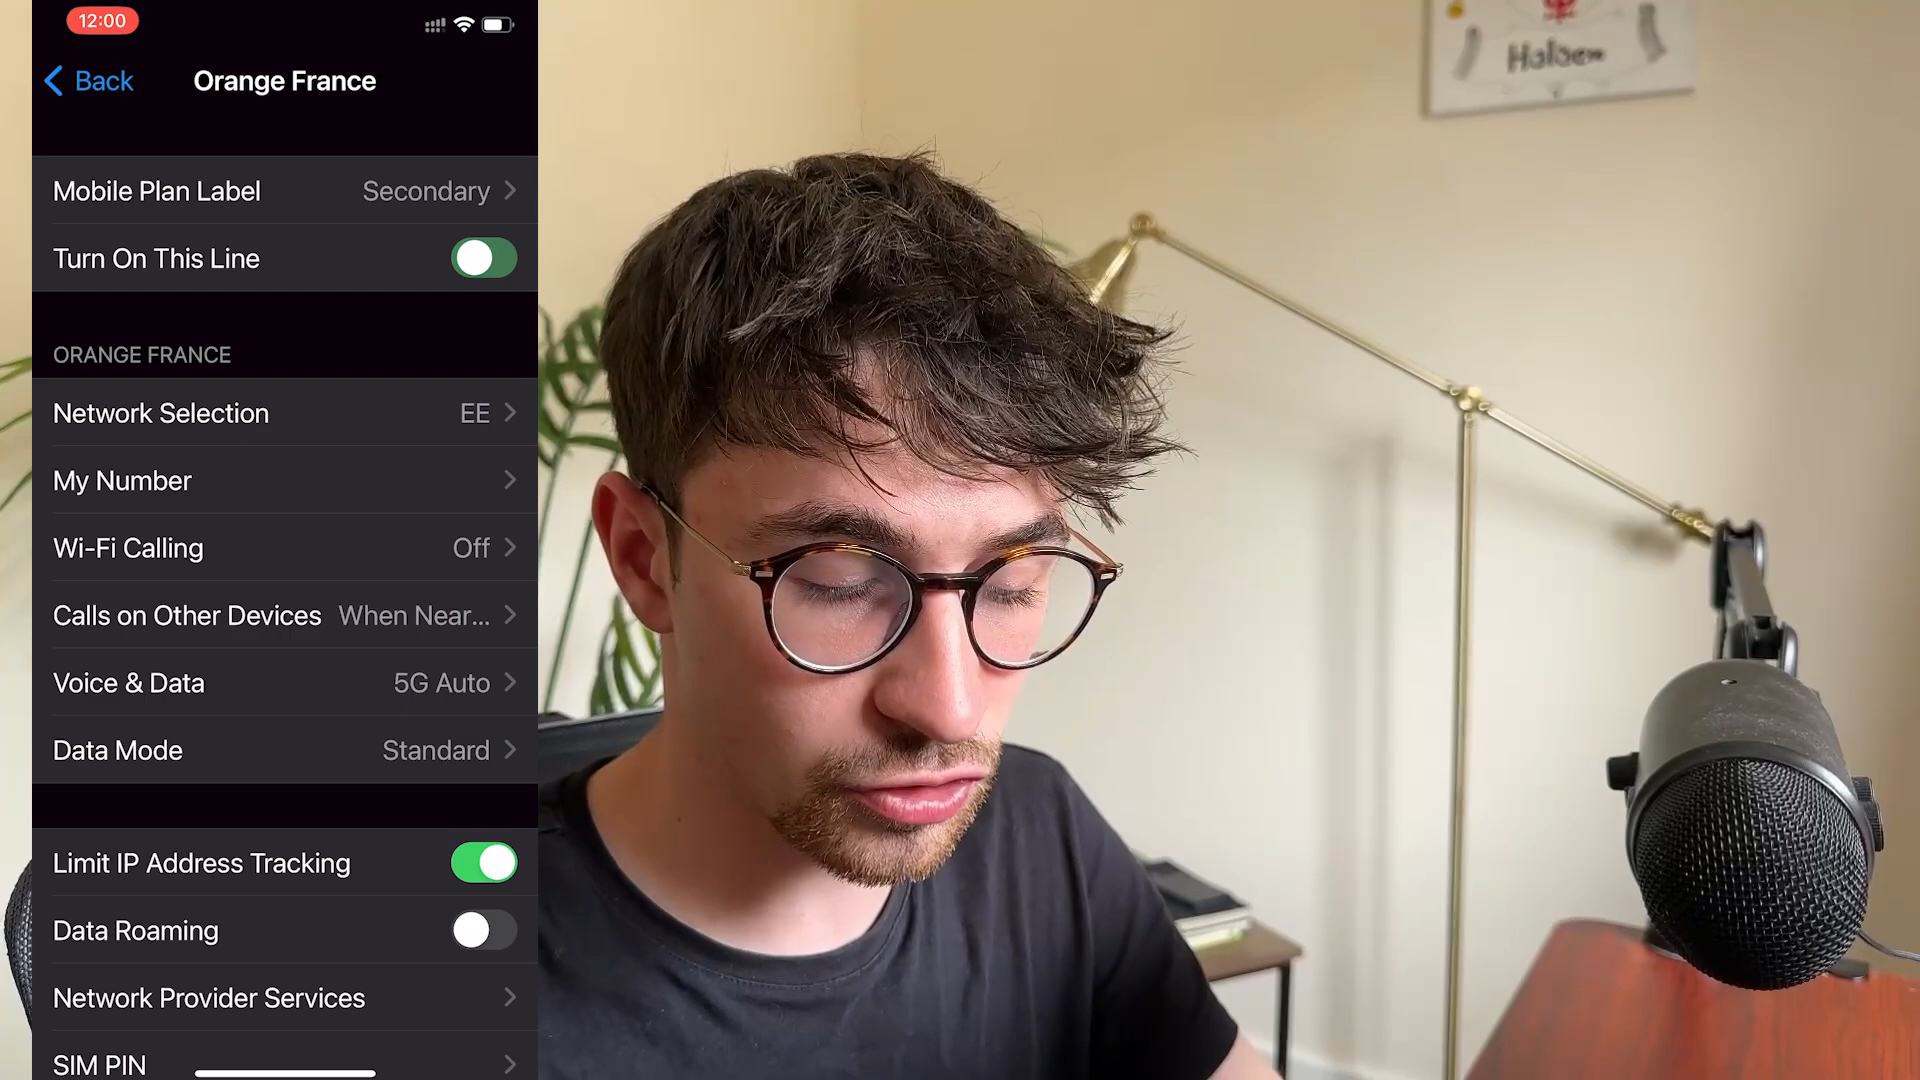 12:00
Back
Orange France
Mobile Plan Label Secondary
Turn On This Line
ORANGE FRANCE
Network Selection EE
My Number
Wi-Fi Calling Off
Calls on Other Devices When Near...
Voice & Data 5G Auto
Data Mode Standard
Limit IP Address Tracking
Data Roaming
Network Provider Services
SIM PIN